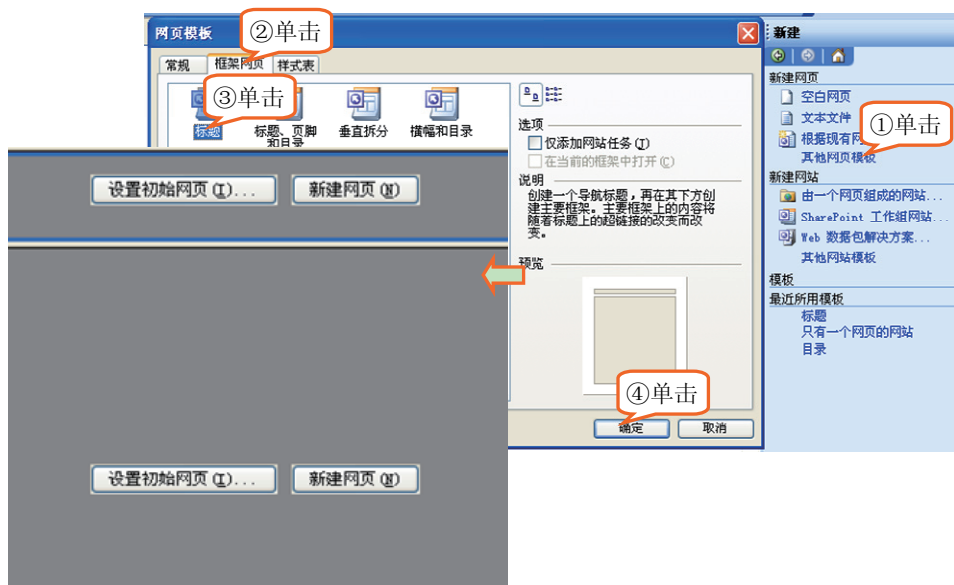 网页模板
②单击
常规
框架网页
样式表
③单击
标题
标题、页脚
和目录
垂直拆分
横幅和目录
选项
仅添加网站任务(J)
在当前的框架中打开(C)
说明
创建一个导航标题，再在其下方创
建主要框架。主要框架上的内容将
随着标题上的超链接的改变而改
变。
预览
④单击
确定
取消
设置初始网页(I)...
新建网页(N)
设置初始网页(I)...
新建网页(N)
新建
新建网页
空白网页
文本文件
①单击
根据现有网
其他网页模板
新建网站
由一个网页组成的网站...
SharePoint 工作组网站...
Web 数据包解决方案...
其他网站模板
模板
最近所用模板
标题
只有一个网页的网站
目录